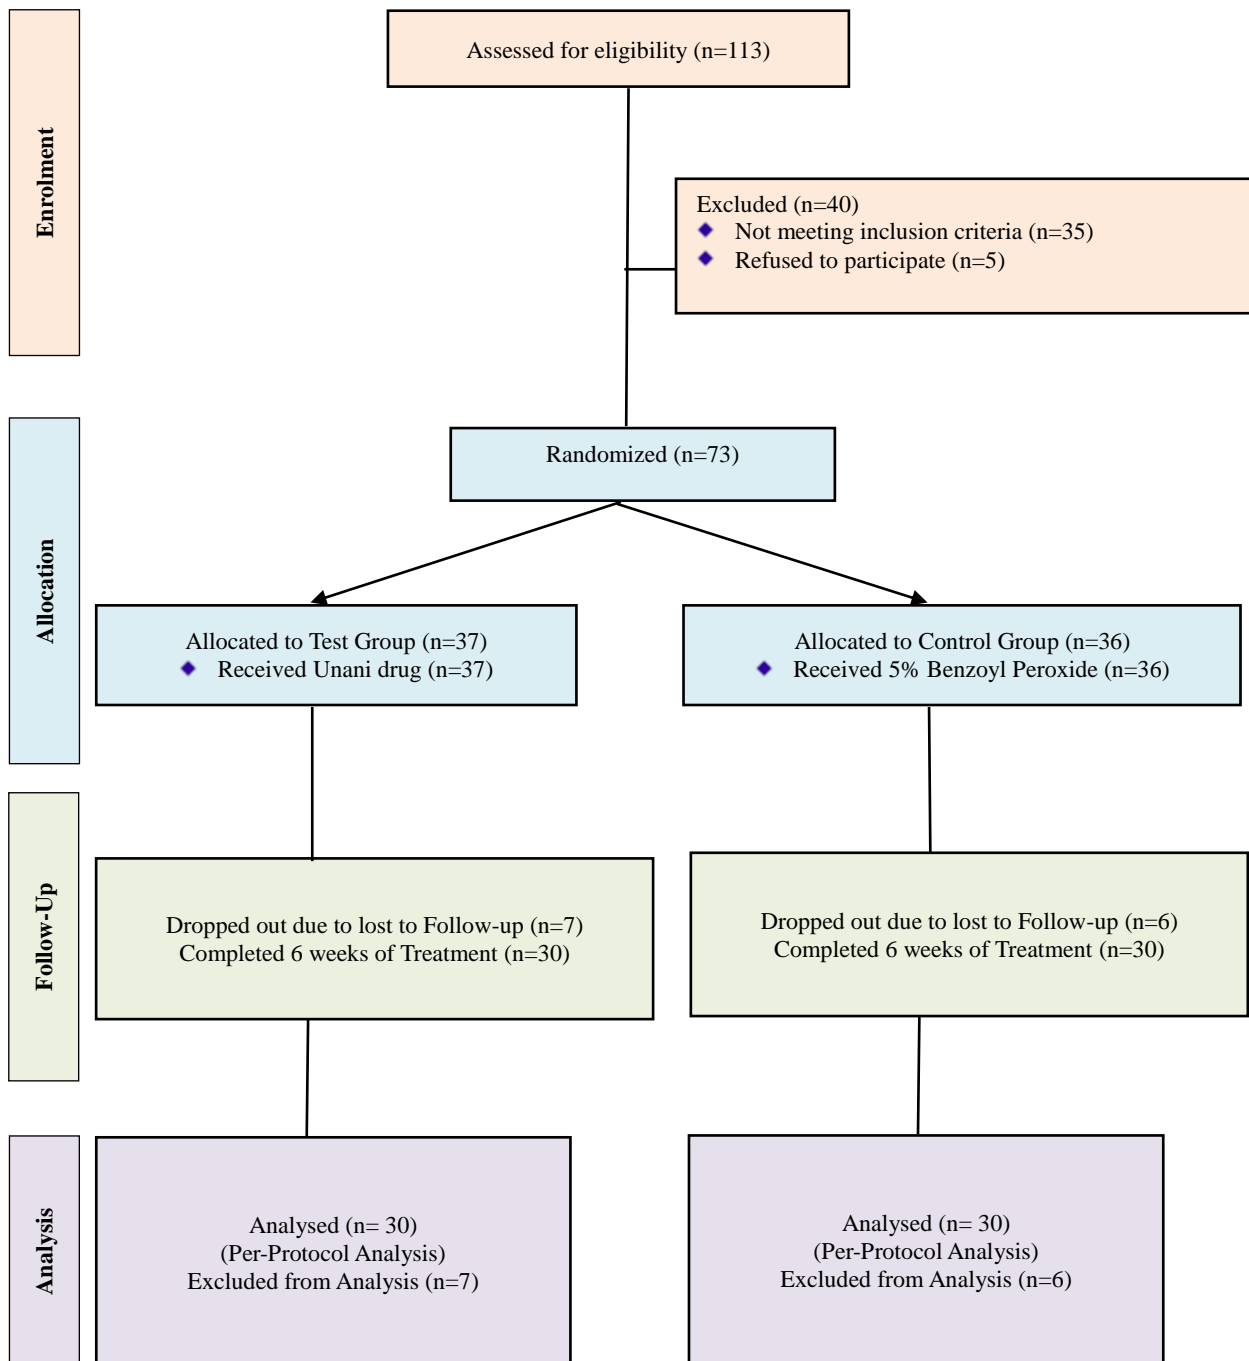 Enrolment
Assessed for eligibility (n=113)
Excluded (n=40)
Not meeting inclusion criteria (n=35)
Refused to participate (n=5)
Allocation
Randomized (n=73)
Allocated to Test Group (n=37)
Received Unani drug (n=37)
Allocated to Control Group (n=36)
Received 5% Benzoyl Peroxide (n=36)
Follow-Up
Dropped out due to lost to Follow-up (n=7)
Completed 6 weeks of Treatment (n=30)
Dropped out due to lost to Follow-up (n=6)
Completed 6 weeks of Treatment (n=30)
Analysis
Analysed (n= 30)
(Per-Protocol Analysis)
Excluded from Analysis (n=7)
Analysed (n= 30)
(Per-Protocol Analysis)
Excluded from Analysis (n=6)